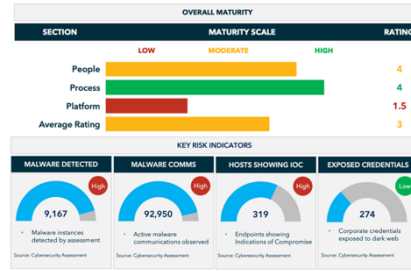 OVERALL MATURITY
SECTION MATURITY SCALE RATING
LOW MODERATE HIGH
People 4
Process 4
Platform 1.5
Average Rating 3
KEY RISK INDICATORS
MALWARE DETECTED MALWARE COMMS HOSTS SHOWING IOC EXPOSED CREDENTIALS
High High High Low
9,167 92,950 319 274
• Malware instances • Active malware • Endpoints showing • Corporate credentials
detected by assessment communications observed Indications of Compromise exposed to dark web
Source: Cybersecurity Assessment Source: Cybersecurity Assessment Source: Cybersecurity Assessment Source: Cybersecurity Assessment